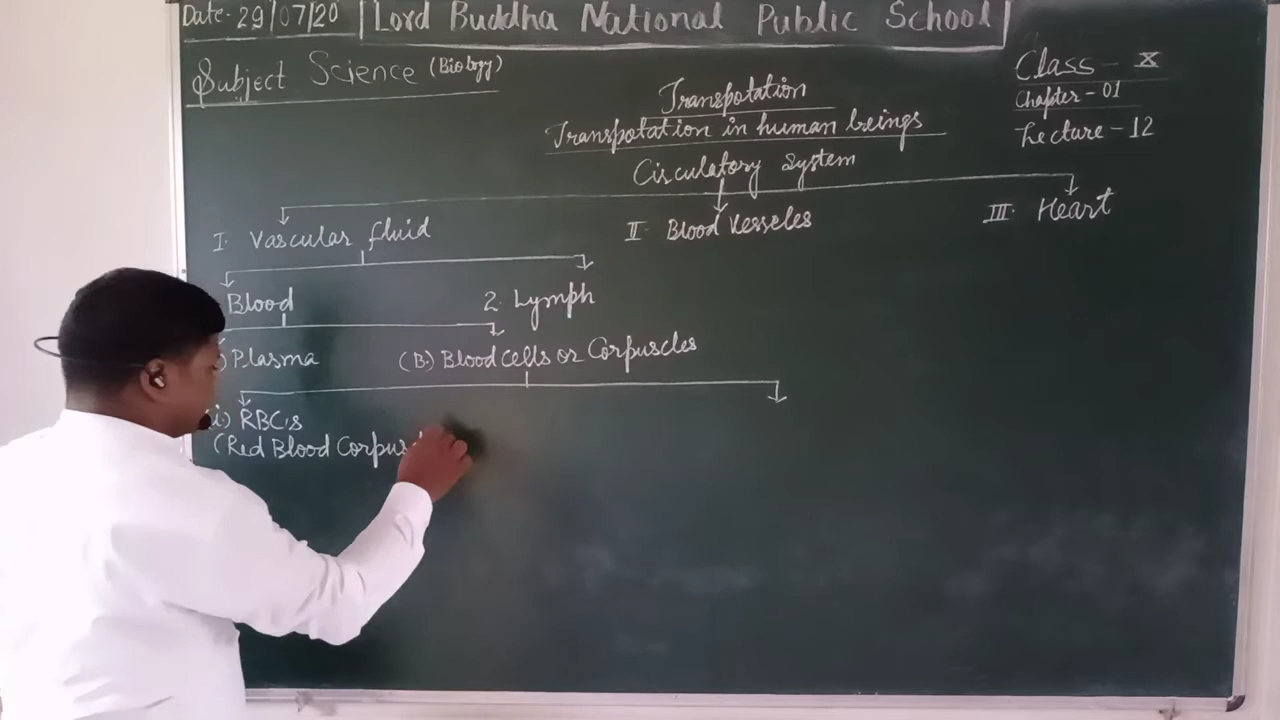 Date- 29/07/20 Lord Buddha National Public School
Subject Science (Biology)
Class - X
Chapter - 01
Lecture - 12
Transpotation
Transpotation in human beings
Circulatory System
I. Vascular fluid II. Blood Vesseles III. Heart
Blood 2. Lymph
) Plasma (B.) Blood cells or Corpuscles
(i.) RBC,s
(Red Blood Corpus